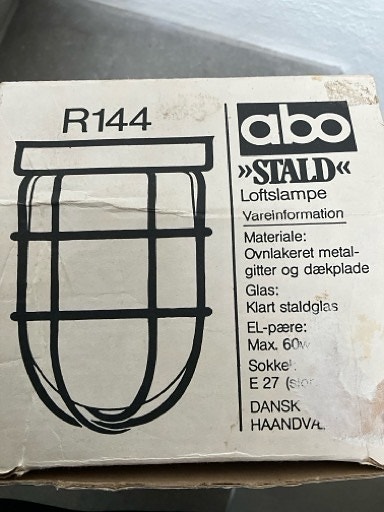 R144
abo
»STALD«
Loftslampe
Vareinformation
Materiale:
Ovnlakeret metal-
gitter og dækplade
Glas:
Klart staldglas
EL-pære:
Max. 60w
Sokkel:
E 27
DANSK